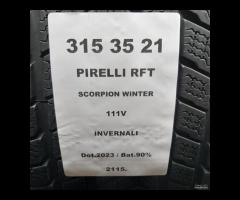 315 35 21
PIRELLI RFT
SCORPION WINTER
111V
INVERNALI
Dot.2023 / Bat.90%
2115.